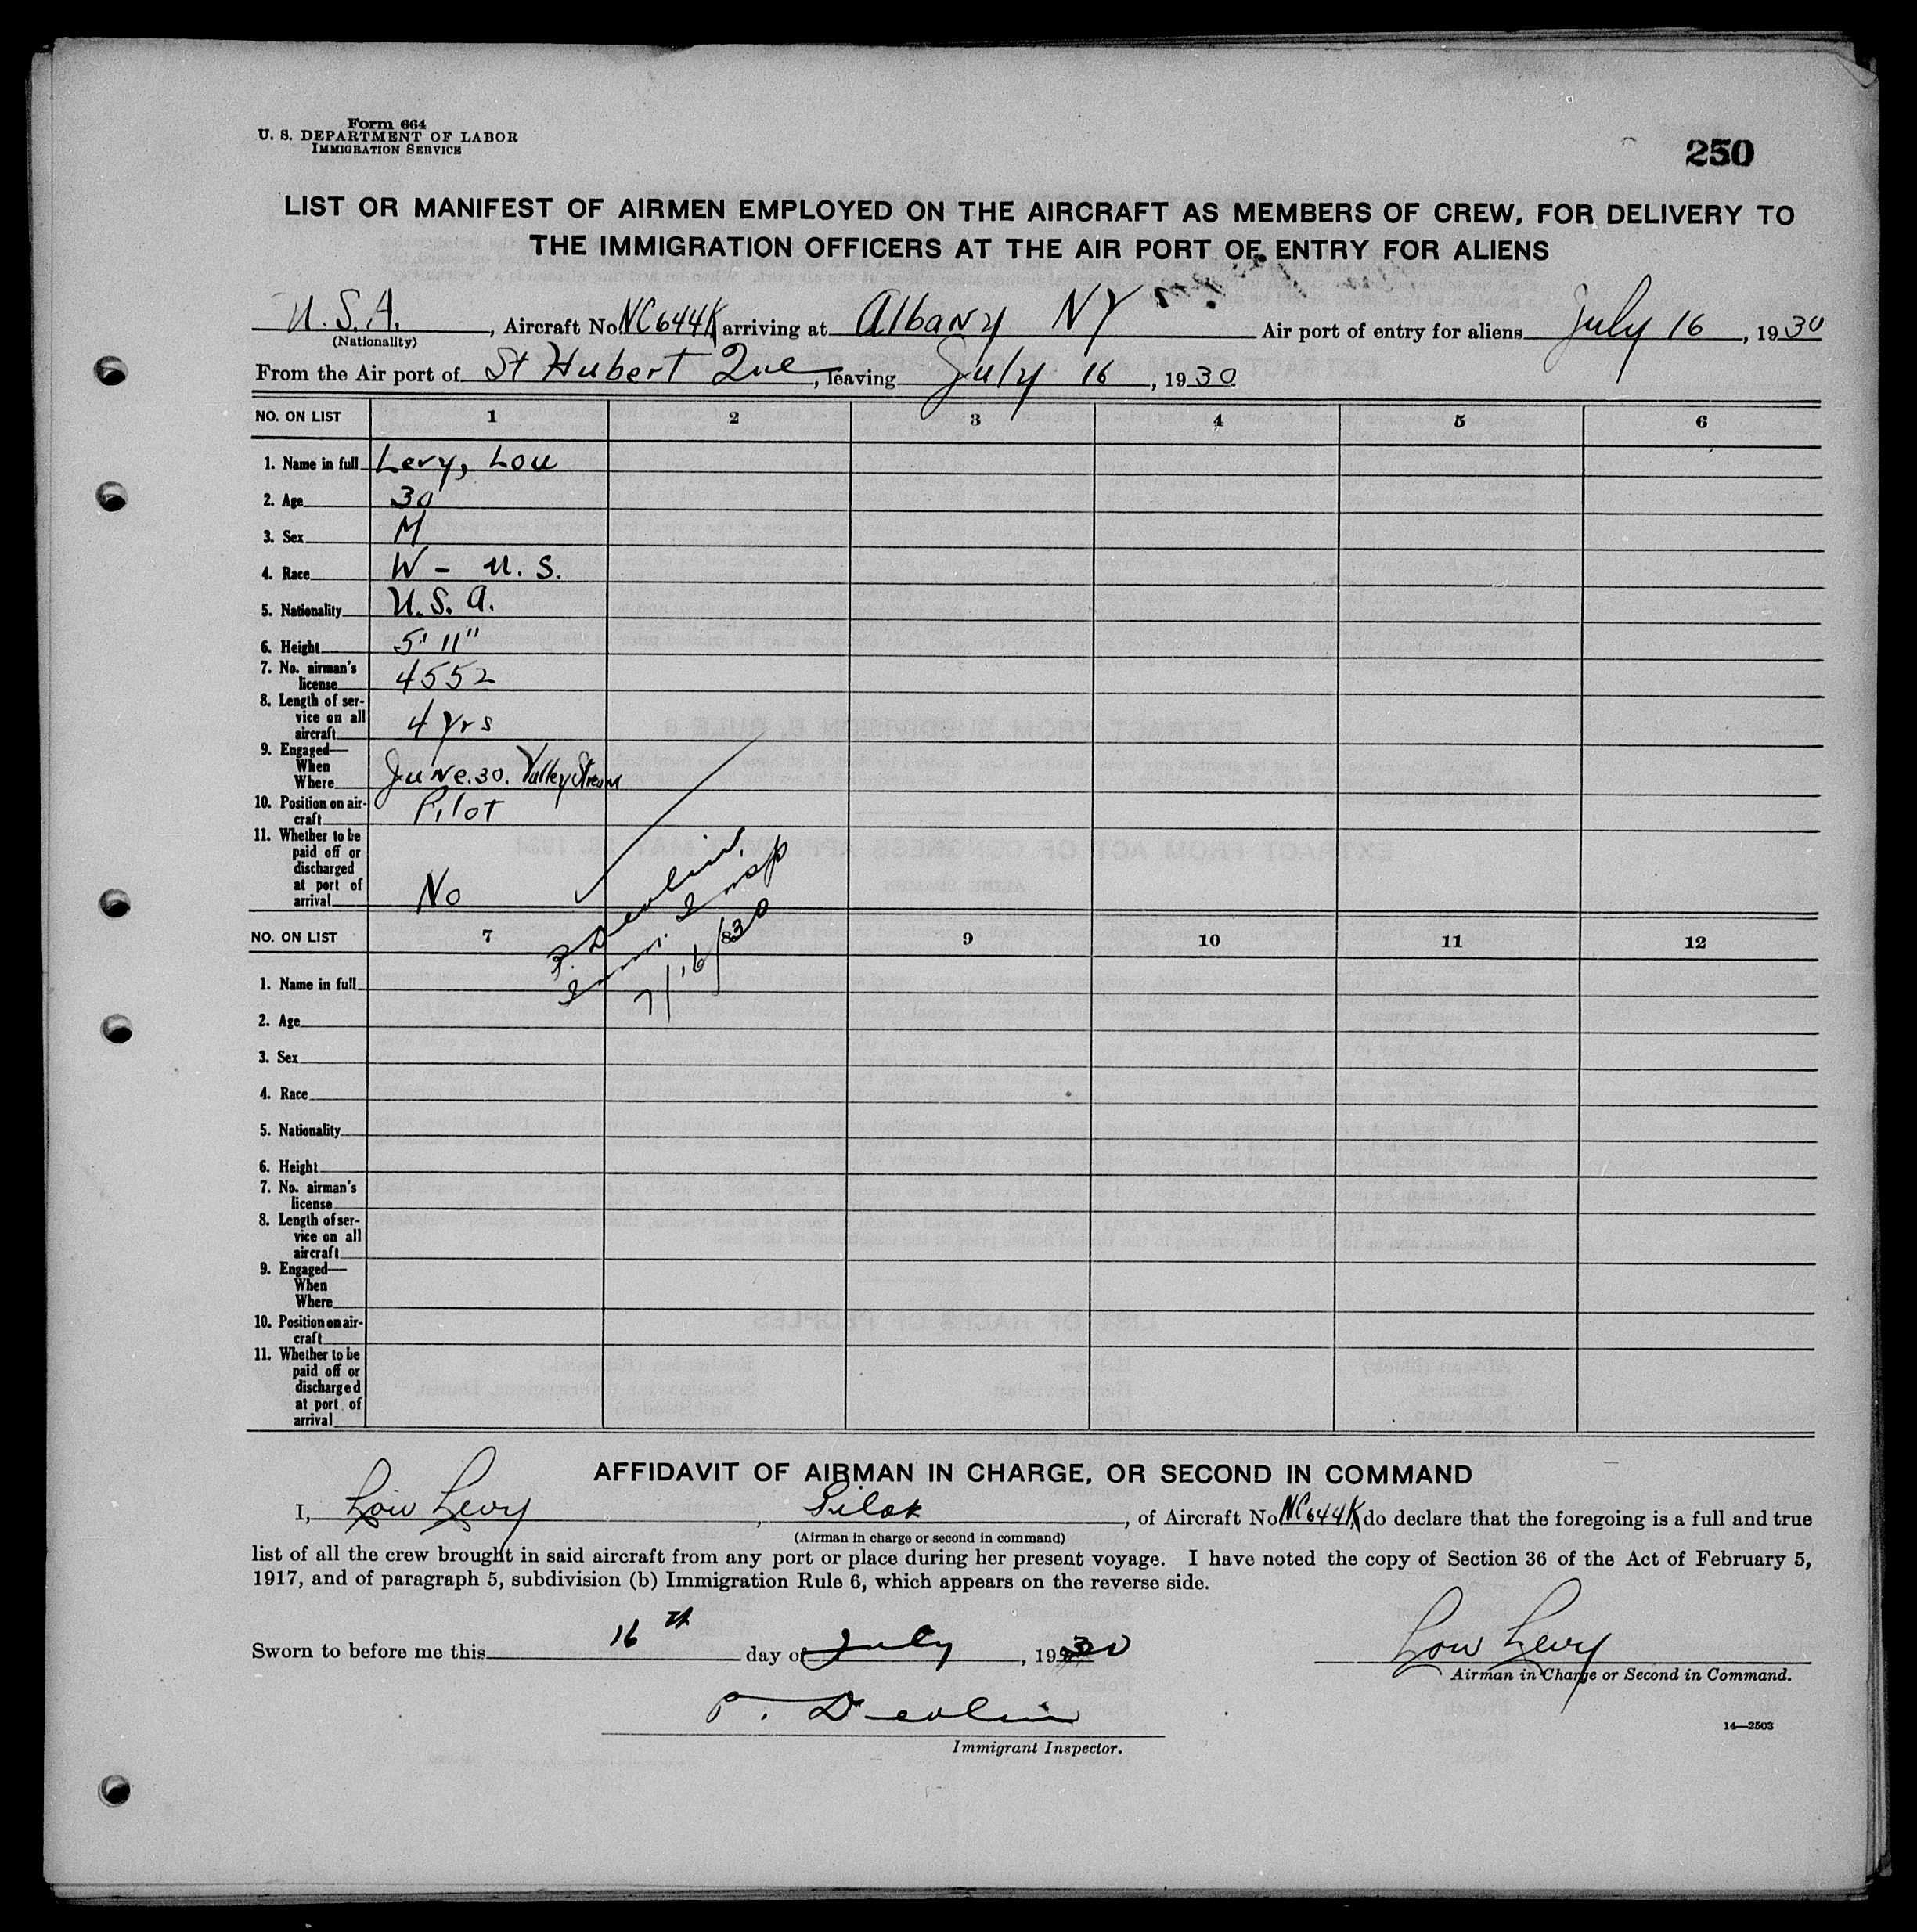 Form 664
U. S. DEPARTMENT OF LABOR
IMMIGRATION SERVICE
250
LIST OR MANIFEST OF AIRMEN EMPLOYED ON THE AIRCRAFT AS MEMBERS OF CREW, FOR DELIVERY TO
THE IMMIGRATION OFFICERS AT THE AIR PORT OF ENTRY FOR ALIENS
U.S.A., Aircraft No. NC644K arriving at Albany NY Air port of entry for aliens July 16, 1930
(Nationality)
From the Air port of St Hubert Que, leaving July 16, 1930
NO. ON LIST 1 2 3 4 5 6
1. Name in full Levy, Lou
2. Age 30
3. Sex M
4. Race W - U.S.
5. Nationality U.S.A.
6. Height 5' 11"
7. No. airman's
license 4552
8. Length of ser-
vice on all
aircraft 4 yrs
9. Engaged—
When
Where June.30. Valley Stream
10. Position on air-
craft Pilot
11. Whether to be
paid off or
discharged
at port of
arrival No
P. Devlin,
Imm. Insp
7/16/30
NO. ON LIST 7 8 9 10 11 12
1. Name in full
2. Age
3. Sex
4. Race
5. Nationality
6. Height
7. No. airman's
license
8. Length of ser-
vice on all
aircraft
9. Engaged—
When
Where
10. Position on air-
craft
11. Whether to be
paid off or
discharged
at port of
arrival
AFFIDAVIT OF AIRMAN IN CHARGE, OR SECOND IN COMMAND
I, Lou Levy, Pilot, of Aircraft No. NC644K, do declare that the foregoing is a full and true
(Airman in charge or second in command)
list of all the crew brought in said aircraft from any port or place during her present voyage. I have noted the copy of Section 36 of the Act of February 5,
1917, and of paragraph 5, subdivision (b) Immigration Rule 6, which appears on the reverse side.
Sworn to before me this 16th day of July, 1930
Lou Levy
Airman in Charge or Second in Command.
P. Devlin
Immigrant Inspector.
14—2503